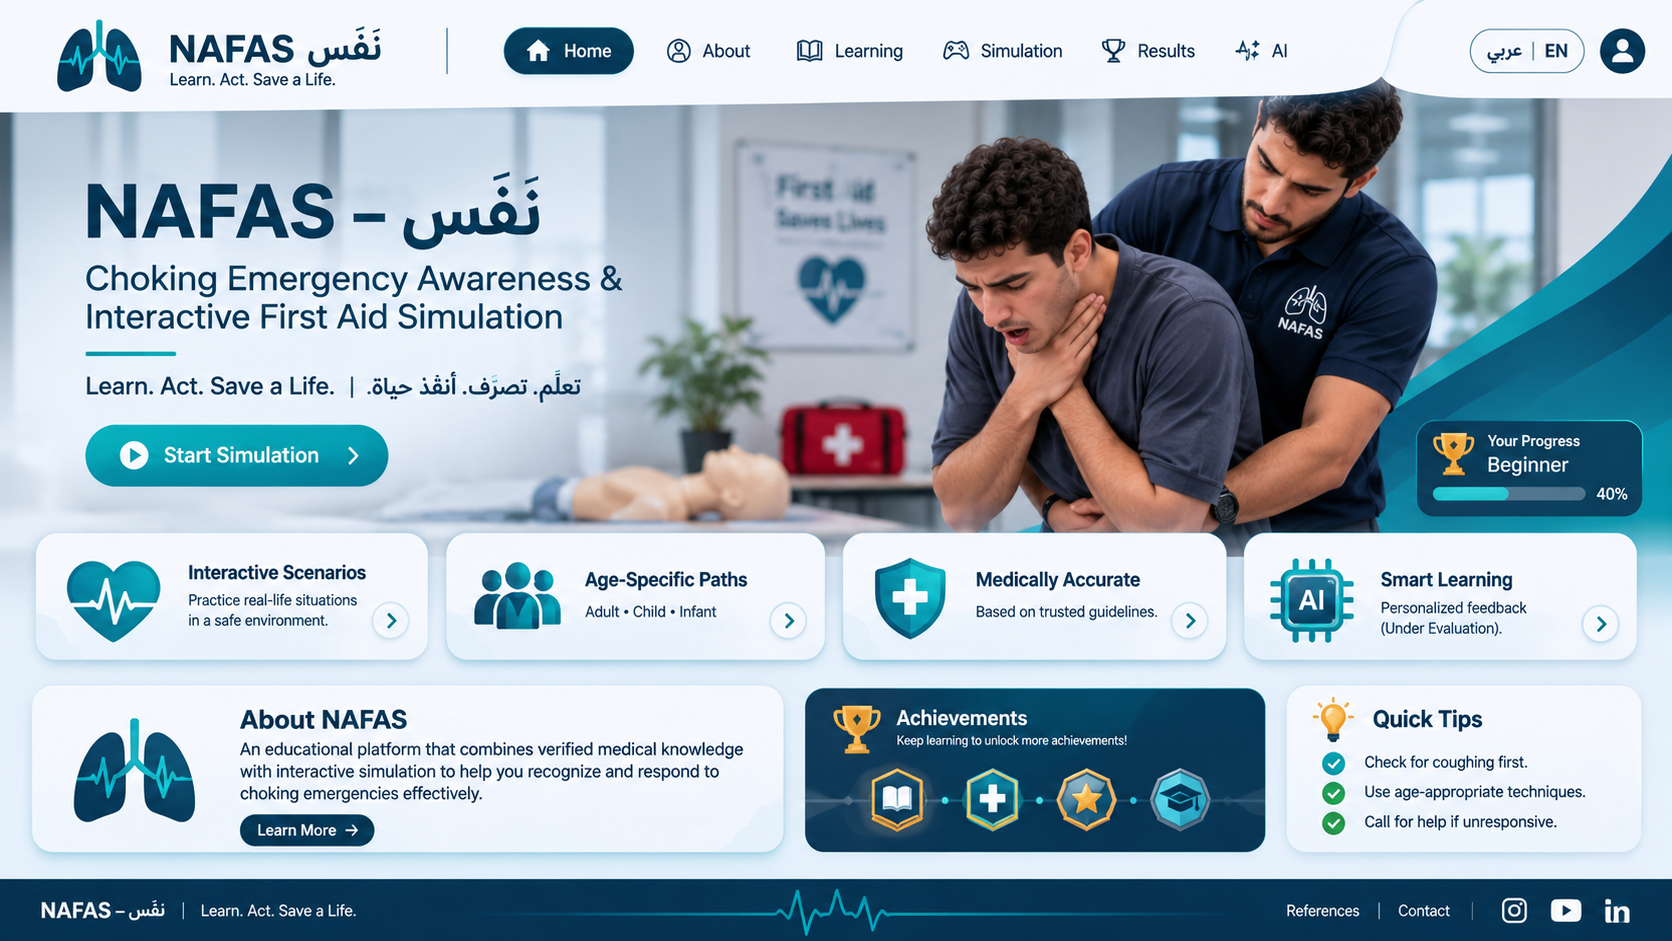 NAFAS نَفَس
Learn. Act. Save a Life.
Home
About
Learning
Simulation
Results
AI
عربي | EN
NAFAS – نَفَس
Choking Emergency Awareness &
Interactive First Aid Simulation
Learn. Act. Save a Life. | تعلَّم. تصرَّف. أنقذ حياة.
Start Simulation
First Aid
Saves Lives
NAFAS
Your Progress
Beginner
40%
Interactive Scenarios
Practice real-life situations
in a safe environment.
Age-Specific Paths
Adult • Child • Infant
Medically Accurate
Based on trusted guidelines.
AI
Smart Learning
Personalized feedback
(Under Evaluation).
About NAFAS
An educational platform that combines verified medical knowledge
with interactive simulation to help you recognize and respond to
choking emergencies effectively.
Learn More →
Achievements
Keep learning to unlock more achievements!
Quick Tips
Check for coughing first.
Use age-appropriate techniques.
Call for help if unresponsive.
NAFAS – نفَس | Learn. Act. Save a Life.
References | Contact
in